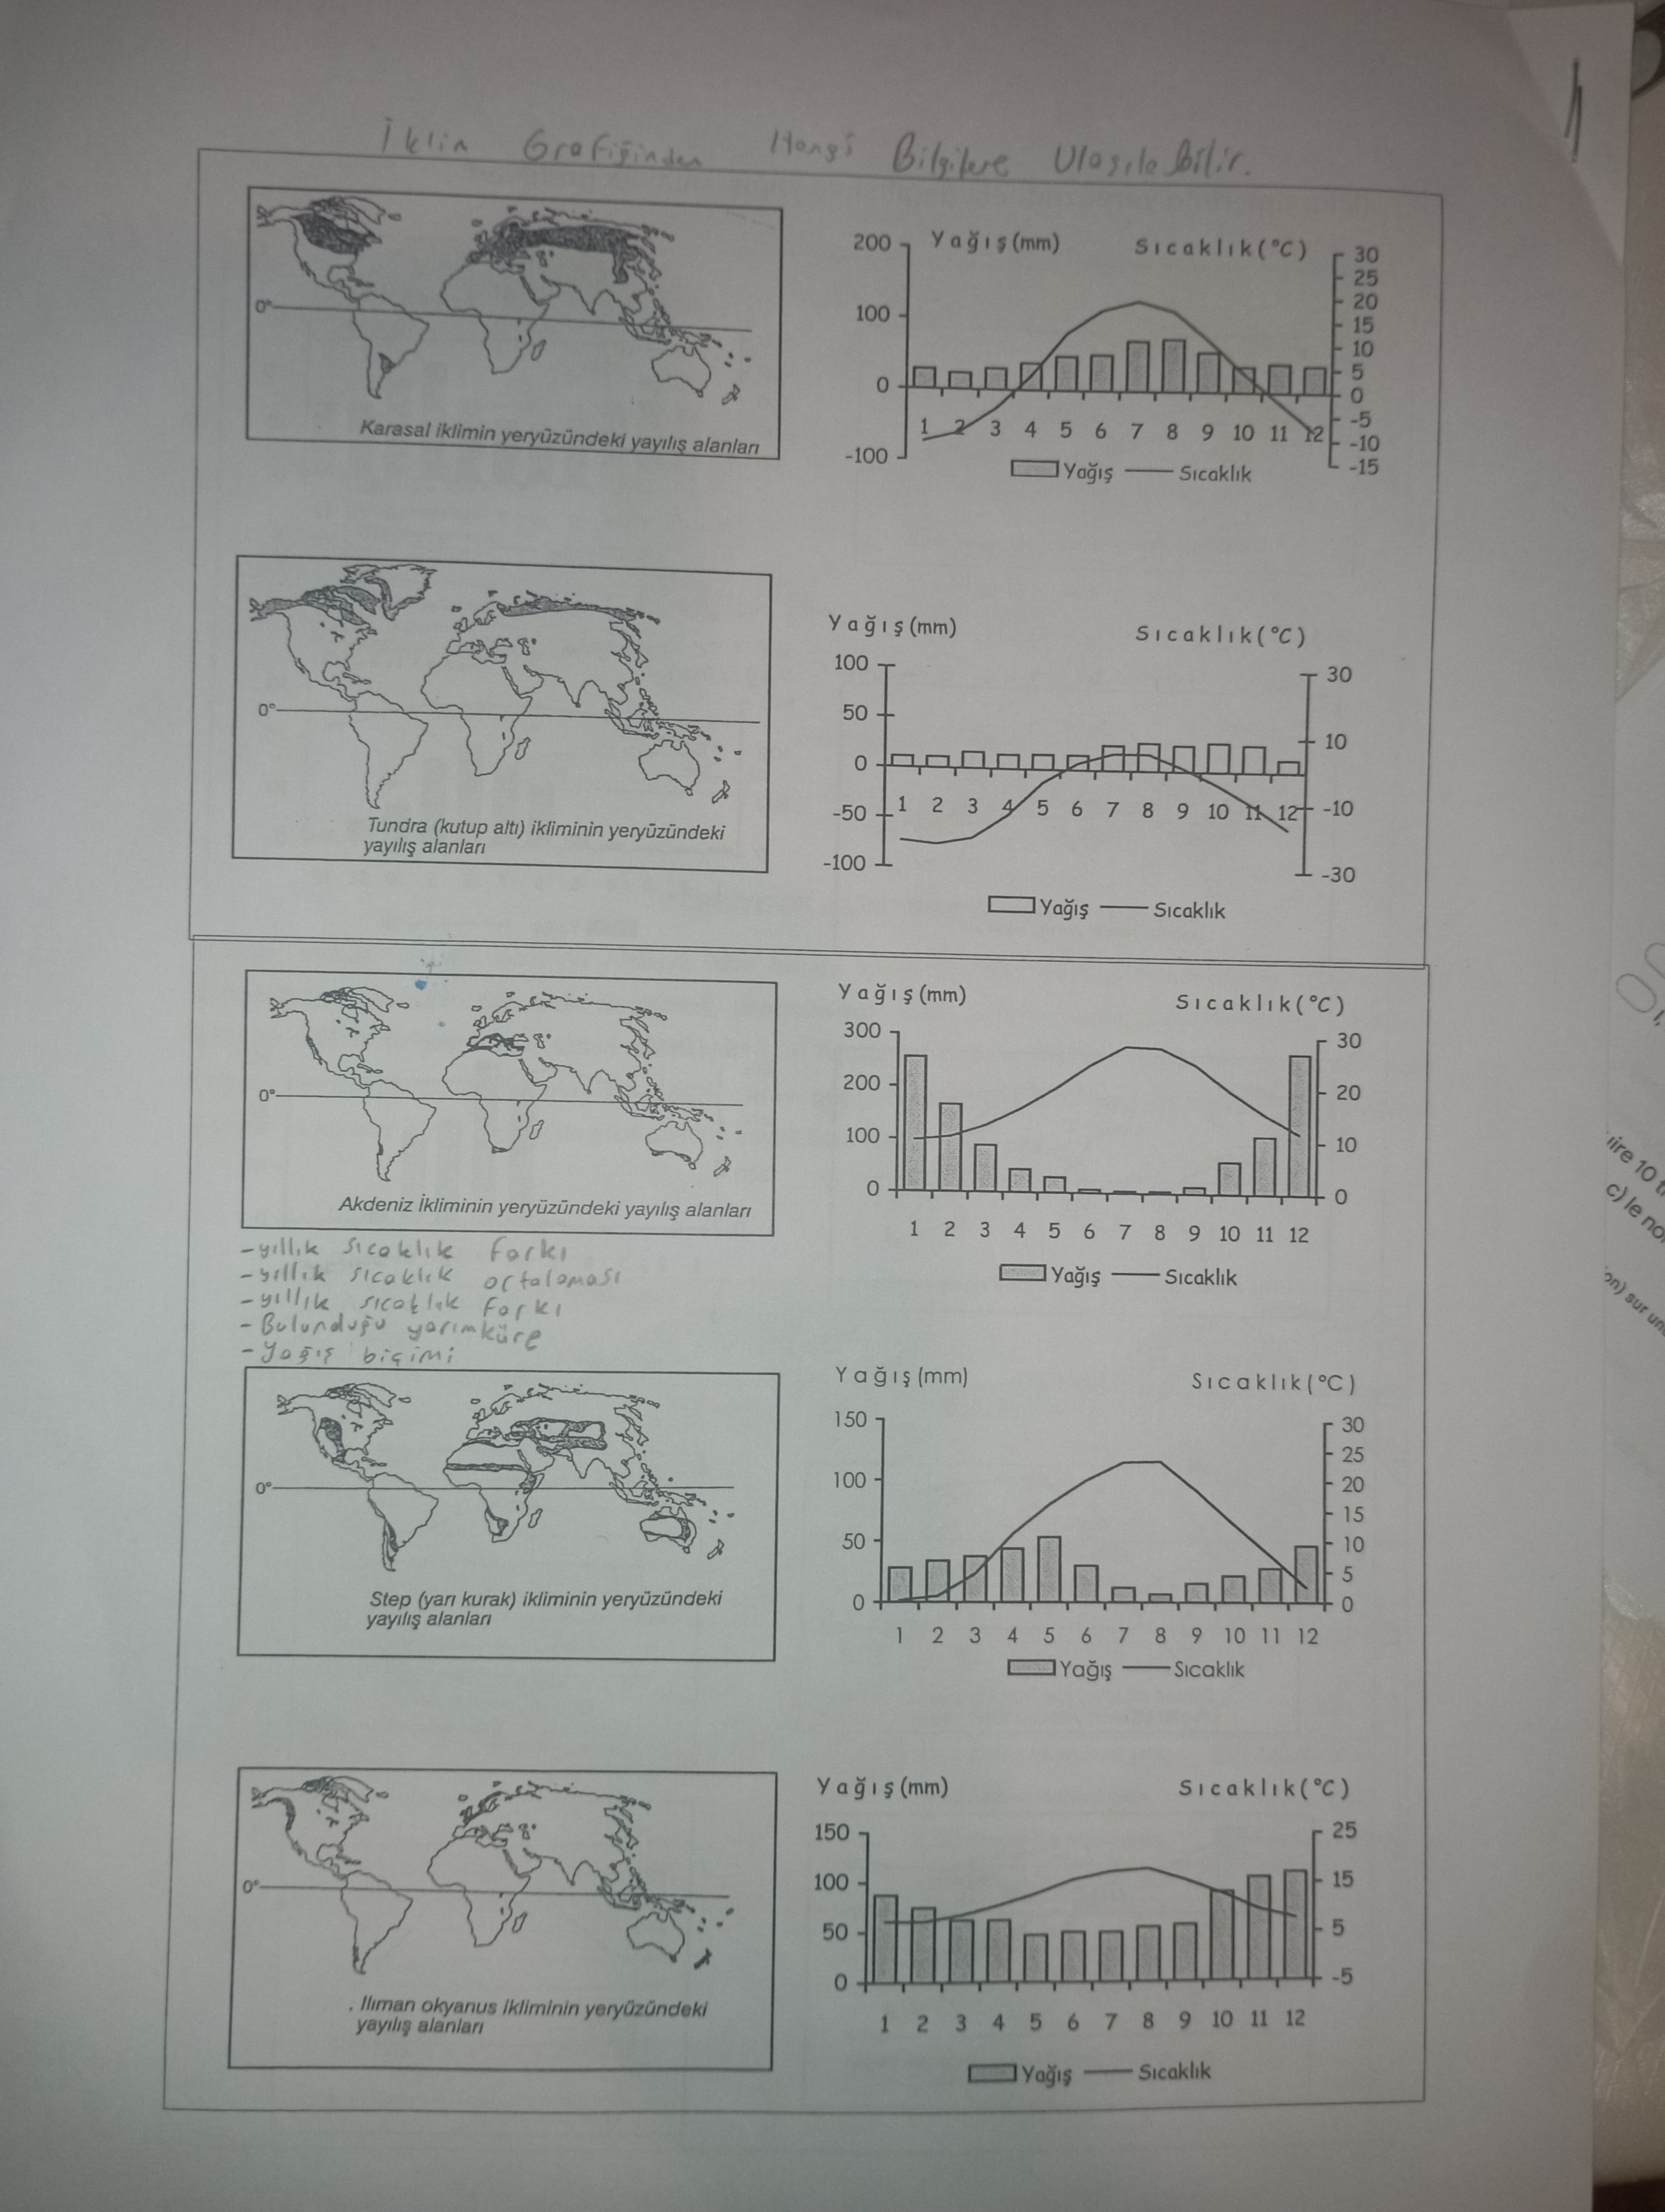 İklim Grafiğinden Hangi Bilgilere Ulaşılabilir.
0°
Karasal iklimin yeryüzündeki yayılış alanları
Yağış (mm) Sıcaklık (°C)
200
100
0
-100
30
25
20
15
10
5
0
-5
-10
-15
1 2 3 4 5 6 7 8 9 10 11 12
Yağış Sıcaklık
0°
Tundra (kutup altı) ikliminin yeryüzündeki
yayılış alanları
Yağış (mm) Sıcaklık (°C)
100
50
0
-50
-100
30
10
-10
-30
1 2 3 4 5 6 7 8 9 10 11 12
Yağış Sıcaklık
0°
Akdeniz İkliminin yeryüzündeki yayılış alanları
Yağış (mm) Sıcaklık (°C)
300
200
100
0
30
20
10
0
1 2 3 4 5 6 7 8 9 10 11 12
Yağış Sıcaklık
-yıllık sıcaklık farkı
-yıllık sıcaklık ortalaması
-yıllık sıcaklık farkı
-Bulunduğu yarımküre
-Yağış biçimi
0°
Step (yarı kurak) ikliminin yeryüzündeki
yayılış alanları
Yağış (mm) Sıcaklık (°C)
150
100
50
0
30
25
20
15
10
5
0
1 2 3 4 5 6 7 8 9 10 11 12
Yağış Sıcaklık
0°
. Ilıman okyanus ikliminin yeryüzündeki
yayılış alanları
Yağış (mm) Sıcaklık (°C)
150
100
50
0
25
15
5
-5
1 2 3 4 5 6 7 8 9 10 11 12
Yağış Sıcaklık
10
c) le
sur